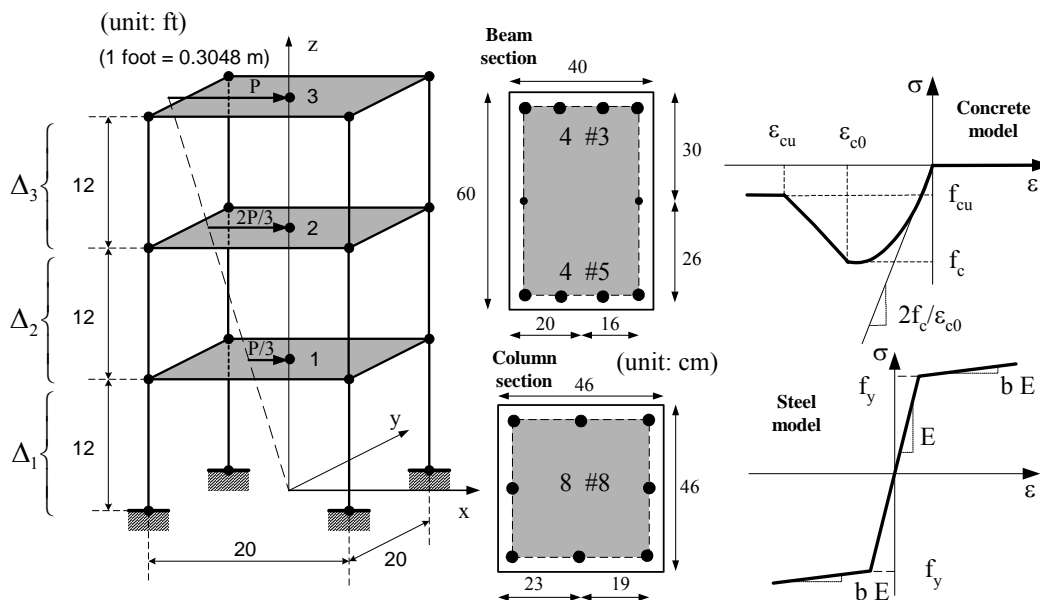 (unit: ft)
(1 foot = 0.3048 m)
z
P
3
Δ3
12
2P/3
2
Δ2
12
P/3
1
Δ1
12
y
x
20
20
Beam
section
40
60
4 #3
30
4 #5
26
20
16
Column
section
(unit: cm)
46
8 #8
46
23
19
σ
Concrete
model
εcu
εc0
ε
fcu
fc
2fc/εc0
σ
fy
b E
Steel
model
E
ε
fy
b E